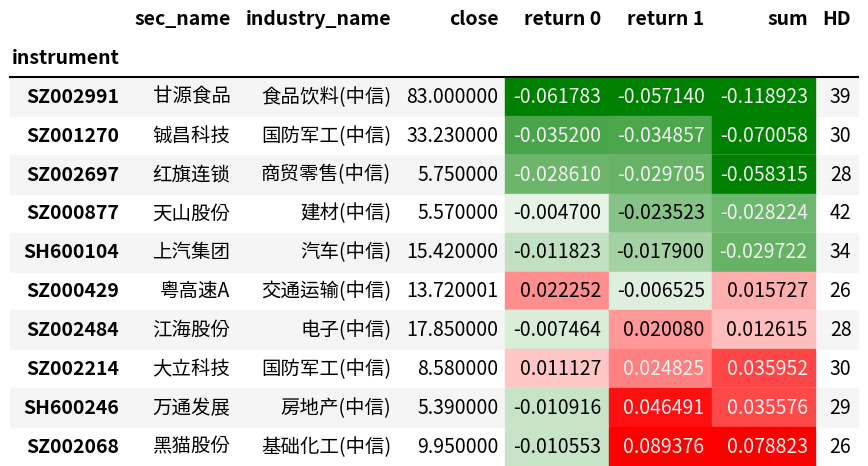 sec_name industry_name close return 0 return 1 sum HD
instrument
SZ002991 甘源食品 食品饮料(中信) 83.000000 -0.061783 -0.057140 -0.118923 39
SZ001270 铖昌科技 国防军工(中信) 33.230000 -0.035200 -0.034857 -0.070058 30
SZ002697 红旗连锁 商贸零售(中信) 5.750000 -0.028610 -0.029705 -0.058315 28
SZ000877 天山股份 建材(中信) 5.570000 -0.004700 -0.023523 -0.028224 42
SH600104 上汽集团 汽车(中信) 15.420000 -0.011823 -0.017900 -0.029722 34
SZ000429 粤高速A 交通运输(中信) 13.720001 0.022252 -0.006525 0.015727 26
SZ002484 江海股份 电子(中信) 17.850000 -0.007464 0.020080 0.012615 28
SZ002214 大立科技 国防军工(中信) 8.580000 0.011127 0.024825 0.035952 30
SH600246 万通发展 房地产(中信) 5.390000 -0.010916 0.046491 0.035576 29
SZ002068 黑猫股份 基础化工(中信) 9.950000 -0.010553 0.089376 0.078823 26